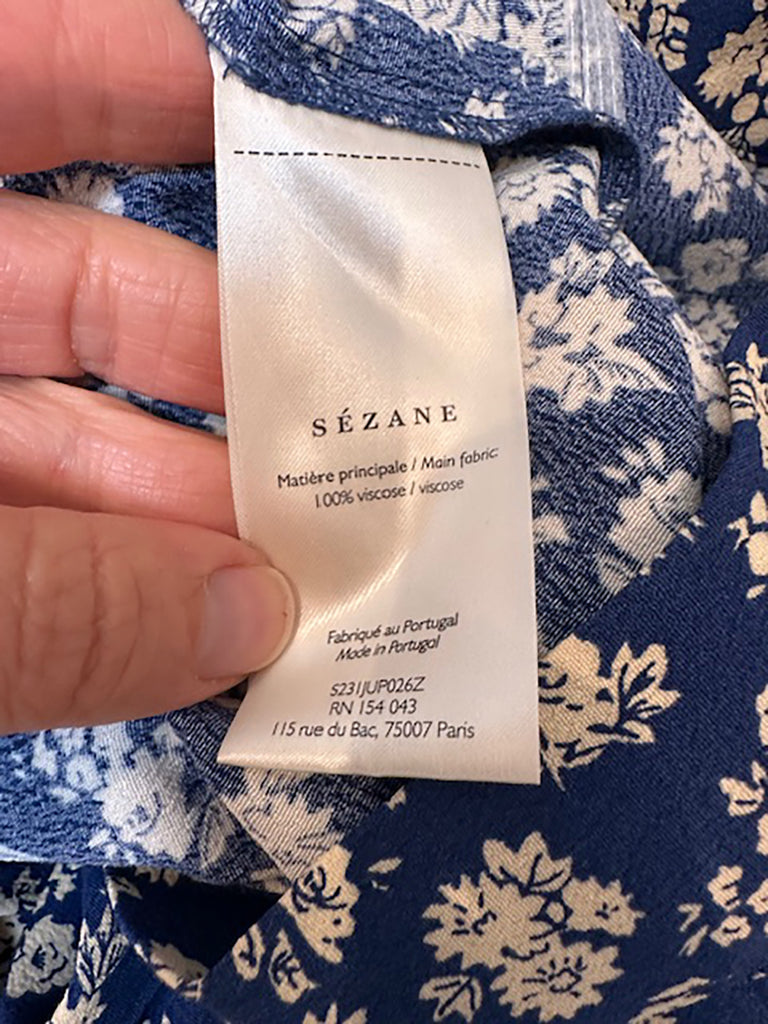 SÉZANE
Matière principale / Main fabric:
100% viscose / viscose
Fabriqué au Portugal
Made in Portugal
S231JUP026Z
RN 154 043
115 rue du Bac, 75007 Paris